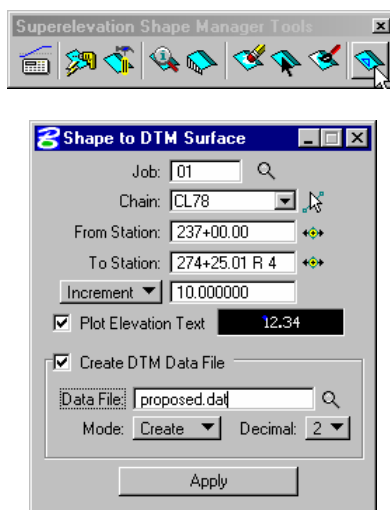 Superelevation Shape Manager Tools
Shape to DTM Surface
Job: 01
Chain: CL78
From Station: 237+00.00
To Station: 274+25.01 R 4
Increment 10.000000
Plot Elevation Text 12.34
Create DTM Data File
Data File: proposed.dat
Mode: Create Decimal: 2
Apply